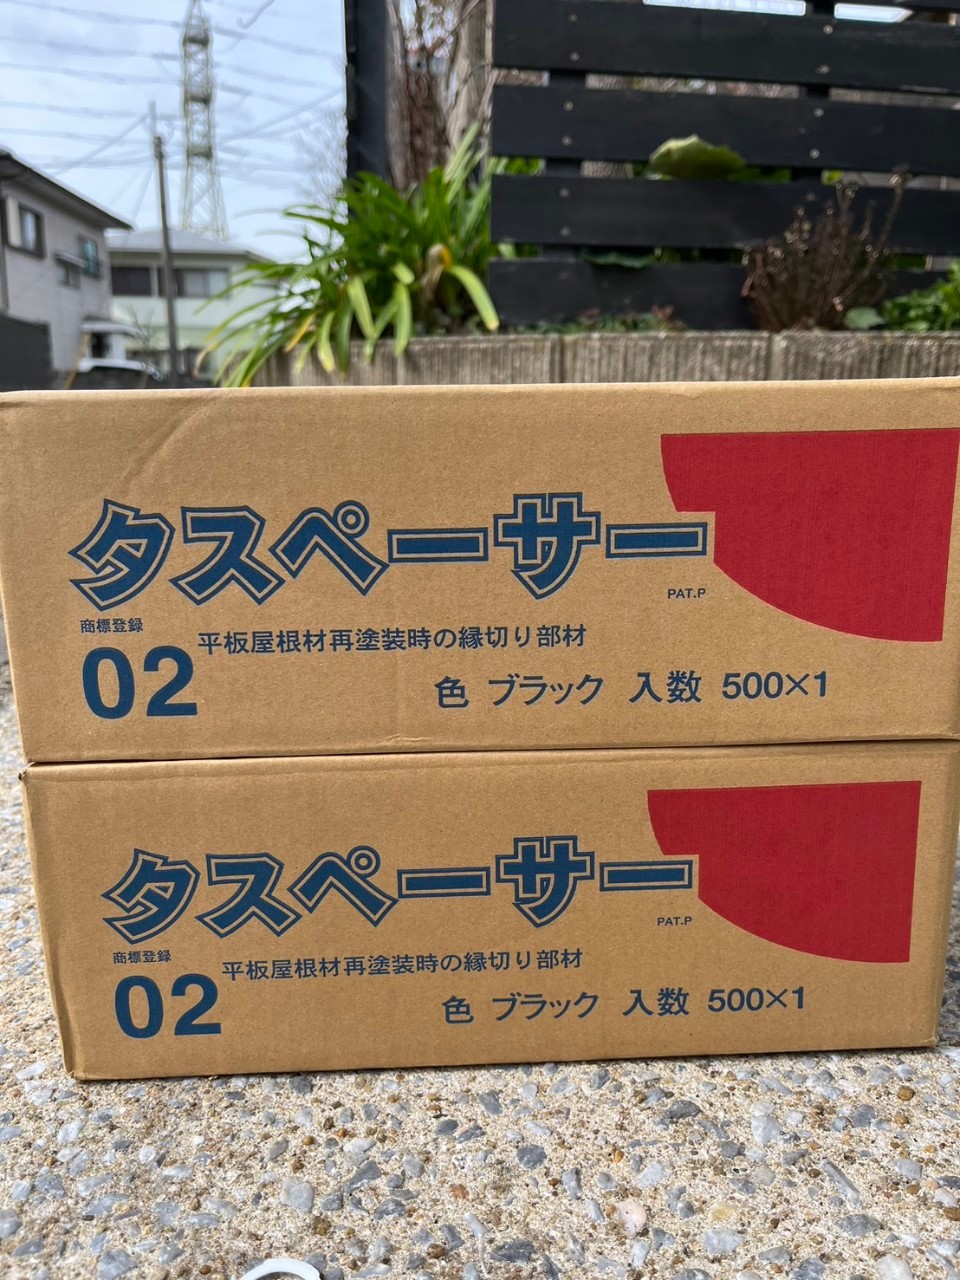 タスペーサー
PAT.P
商標登録
02 平板屋根材再塗装時の縁切り部材
色 ブラック 入数 500×1
タスペーサー
PAT.P
商標登録
02 平板屋根材再塗装時の縁切り部材
色 ブラック 入数 500×1